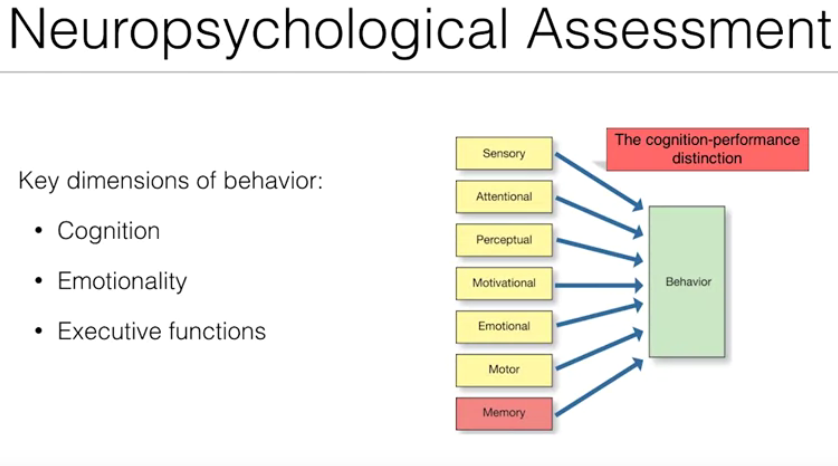 Neuropsychological Assessment
Key dimensions of behavior:
• Cognition
• Emotionality
• Executive functions
The cognition-performance
distinction
Sensory
Attentional
Perceptual
Motivational
Emotional
Motor
Memory
Behavior